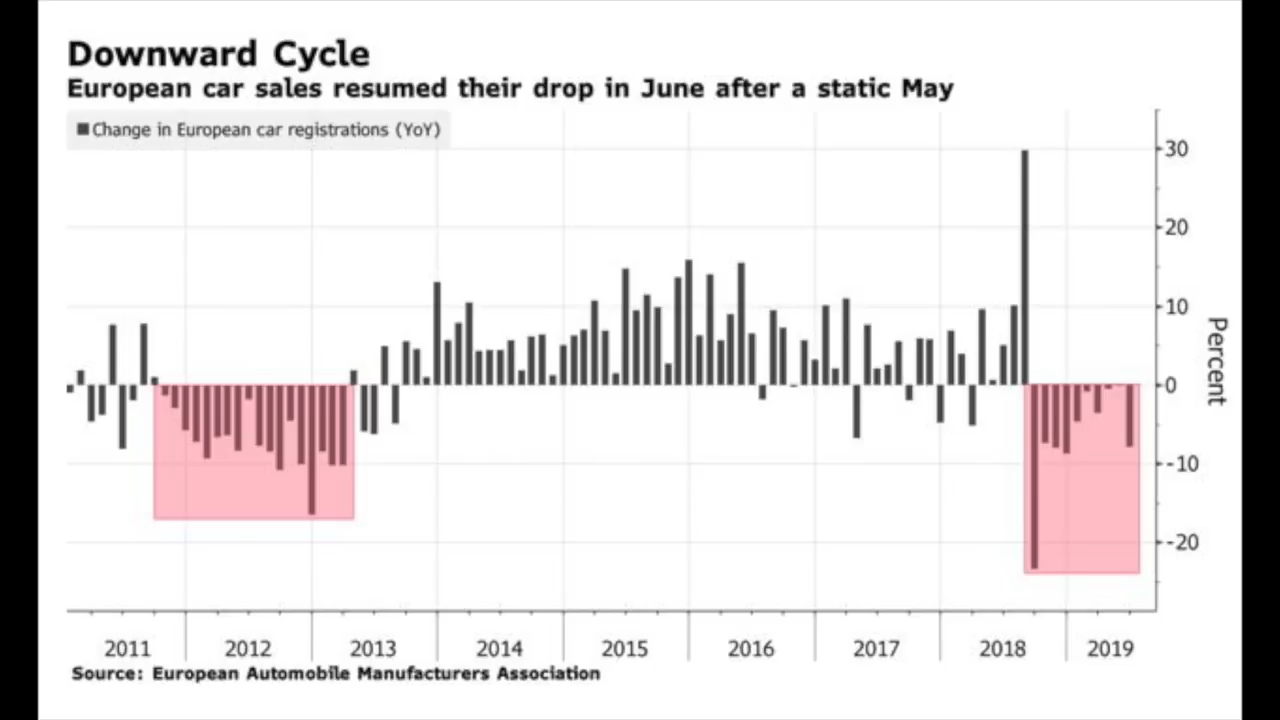 Downward Cycle
European car sales resumed their drop in June after a static May
Change in European car registrations (YoY)
30
20
10
0
-10
-20
Percent
2011 2012 2013 2014 2015 2016 2017 2018 2019
Source: European Automobile Manufacturers Association